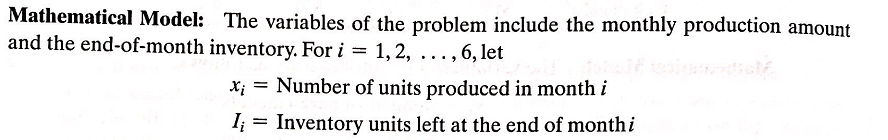 Mathematical Model: The variables of the problem include the monthly production amount
and the end-of-month inventory. For i = 1, 2, ..., 6, let
xᵢ = Number of units produced in month i
Iᵢ = Inventory units left at the end of month i